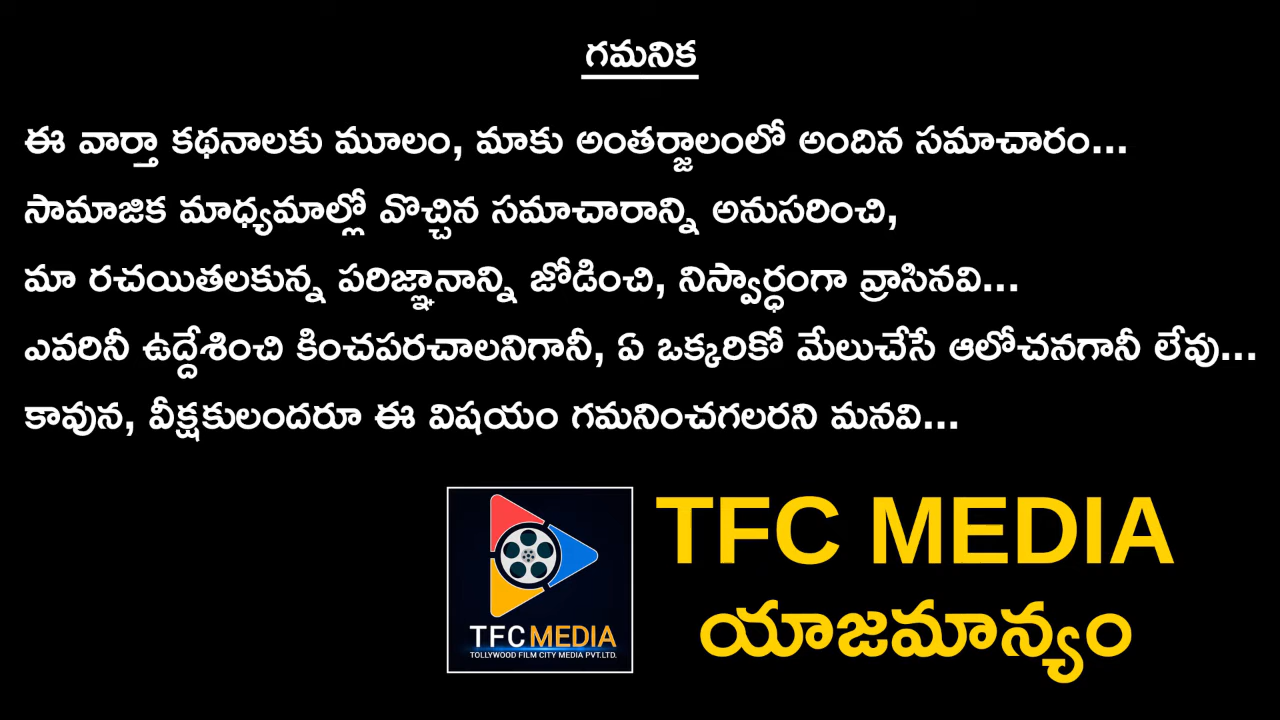 గమనిక
ఈ వార్తా కథనాలకు మూలం, మాకు అంతర్జాలంలో అందిన సమాచారం...
సామాజిక మాధ్యమాల్లో వొచ్చిన సమాచారాన్ని అనుసరించి,
మా రచయితలకున్న పరిజ్ఞానాన్ని జోడించి, నిస్వార్ధంగా వ్రాసినవి...
ఎవరినీ ఉద్దేశించి కించపరచాలనిగానీ, ఏ ఒక్కరికో మేలుచేసే ఆలోచనగానీ లేవు...
కావున, వీక్షకులందరూ ఈ విషయం గమనించగలరని మనవి...
TFC MEDIA
యాజమాన్యం
TFC MEDIA
TOLLYWOOD FILM CITY MEDIA PVT.LTD.